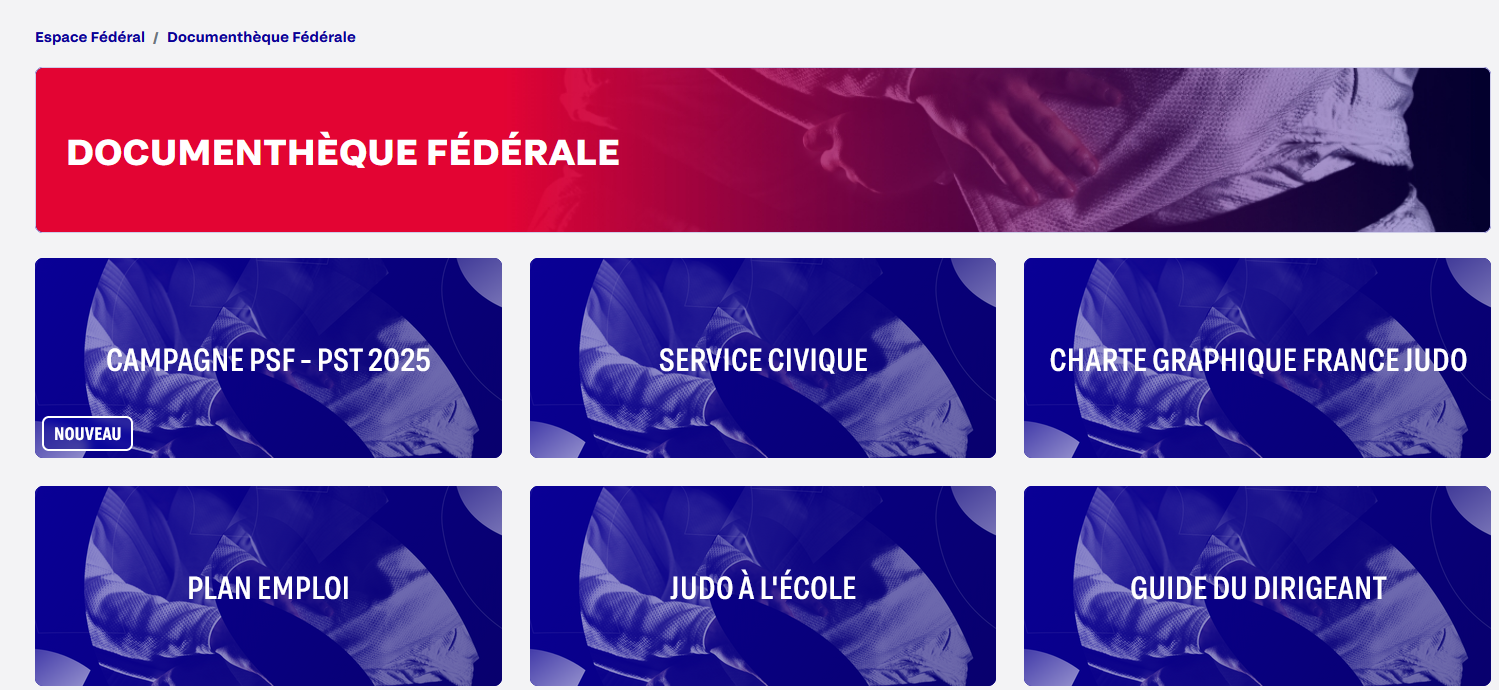 Espace Fédéral / Documenthèque Fédérale
DOCUMENTHÈQUE FÉDÉRALE
CAMPAGNE PSF - PST 2025
NOUVEAU
SERVICE CIVIQUE
CHARTE GRAPHIQUE FRANCE JUDO
PLAN EMPLOI
JUDO À L'ÉCOLE
GUIDE DU DIRIGEANT